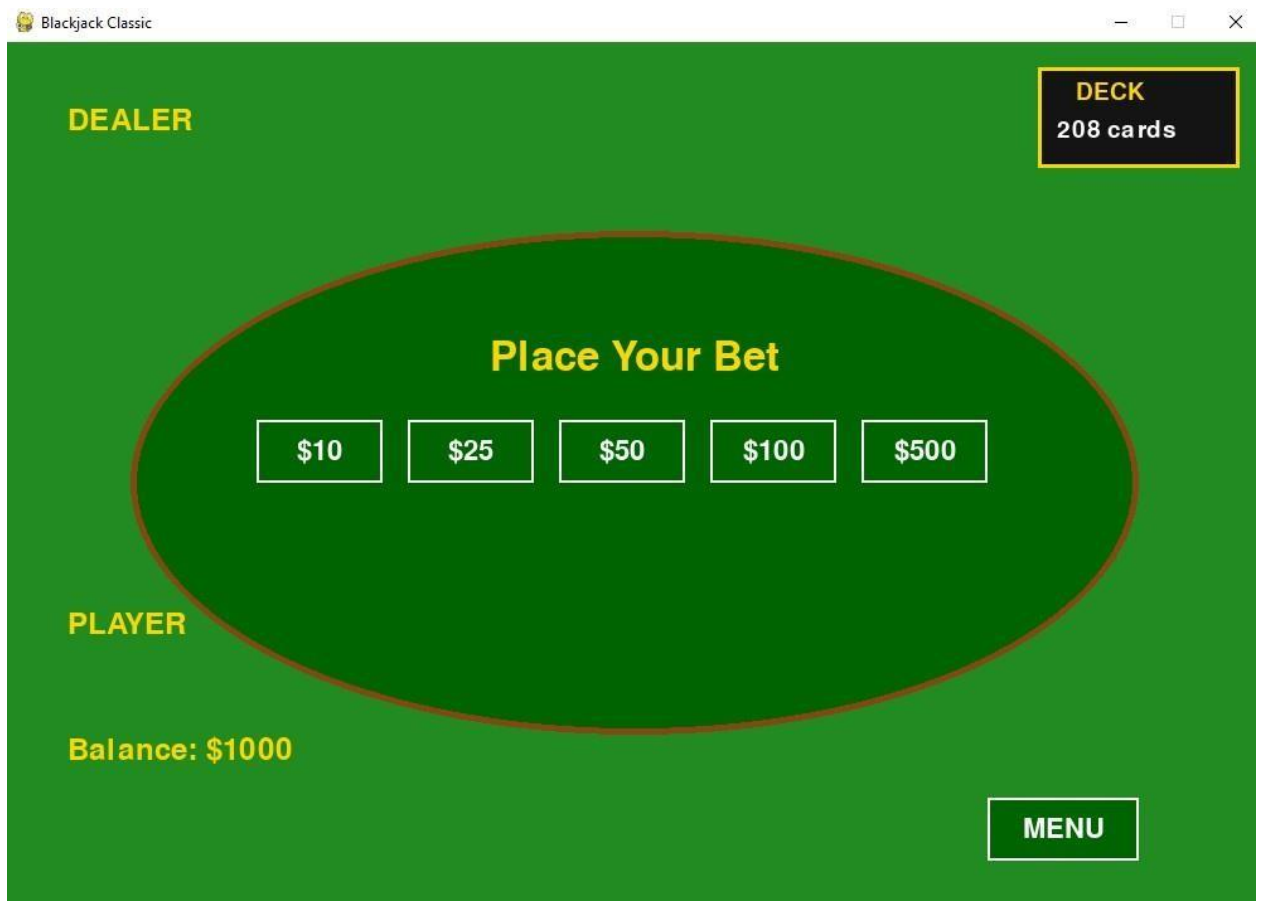 Blackjack Classic
DEALER
DECK
208 cards
Place Your Bet
$10 $25 $50 $100 $500
PLAYER
Balance: $1000
MENU